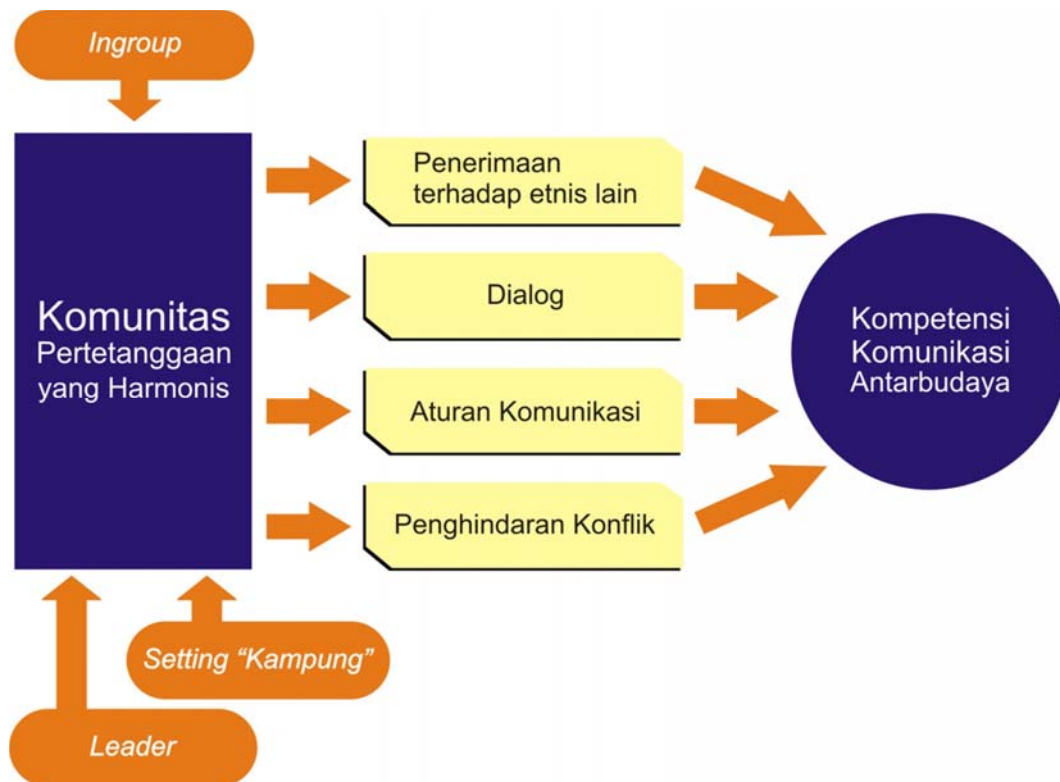 Ingroup
Komunitas
Pertetanggaan
yang Harmonis
Penerimaan
terhadap etnis lain
Dialog
Aturan Komunikasi
Penghindaran Konflik
Kompetensi
Komunikasi
Antarbudaya
Setting “Kampung”
Leader